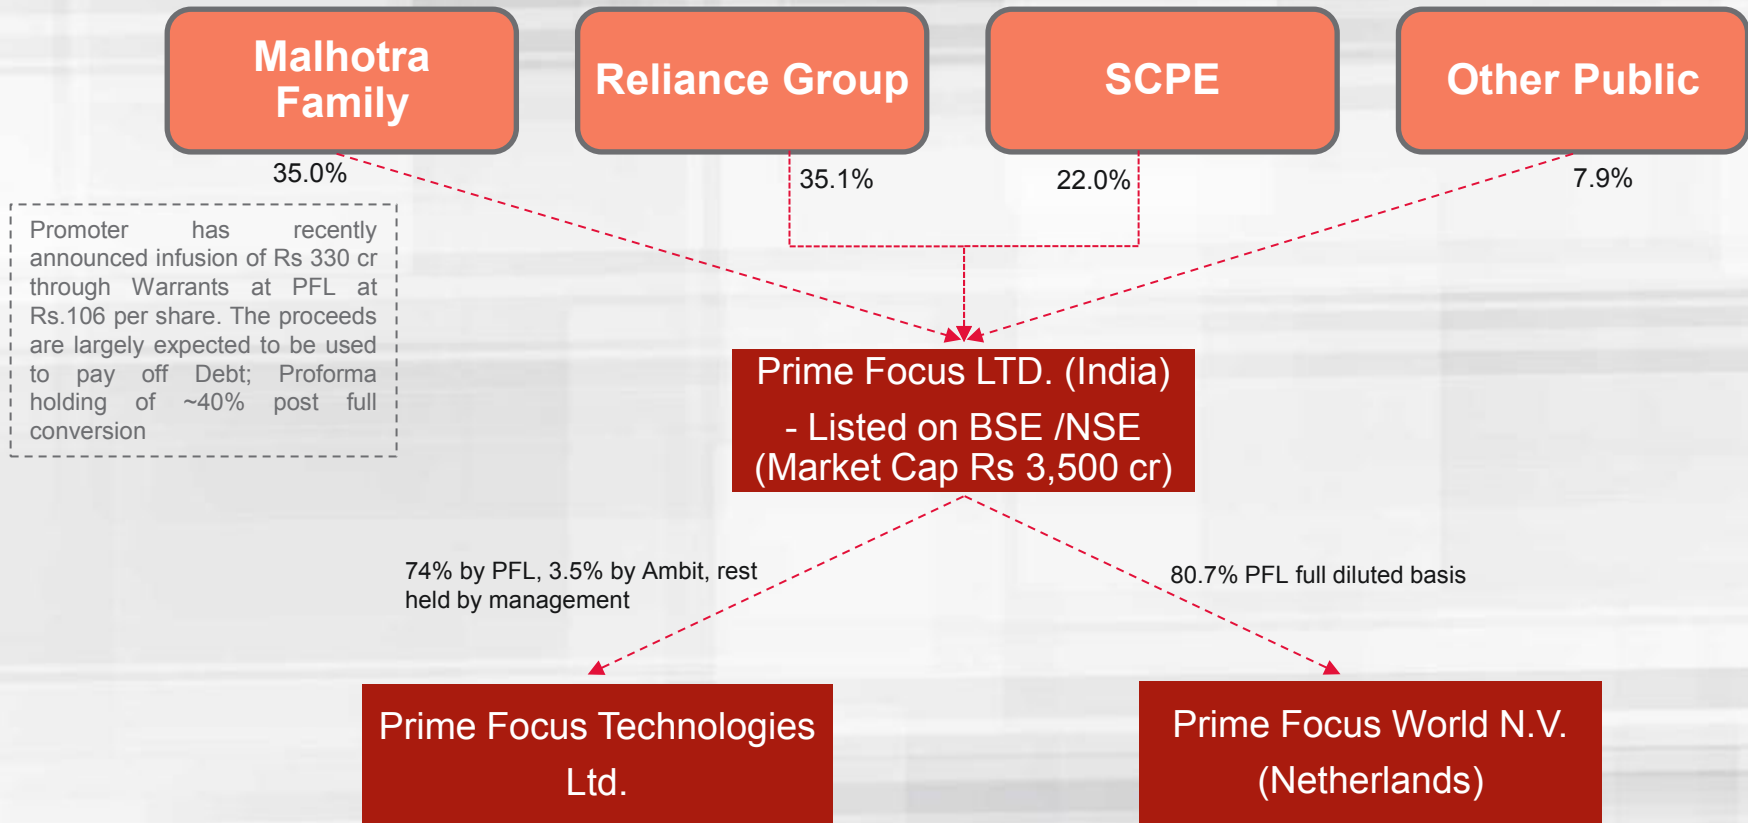 Malhotra
Family
Reliance Group
SCPE
Other Public
35.0%
35.1%
22.0%
7.9%
Promoter has recently
announced infusion of Rs 330 cr
through Warrants at PFL at
Rs.106 per share. The proceeds
are largely expected to be used
to pay off Debt; Proforma
holding of ~40% post full
conversion
Prime Focus LTD. (India)
- Listed on BSE /NSE
(Market Cap Rs 3,500 cr)
74% by PFL, 3.5% by Ambit, rest
held by management
80.7% PFL full diluted basis
Prime Focus Technologies
Ltd.
Prime Focus World N.V.
(Netherlands)